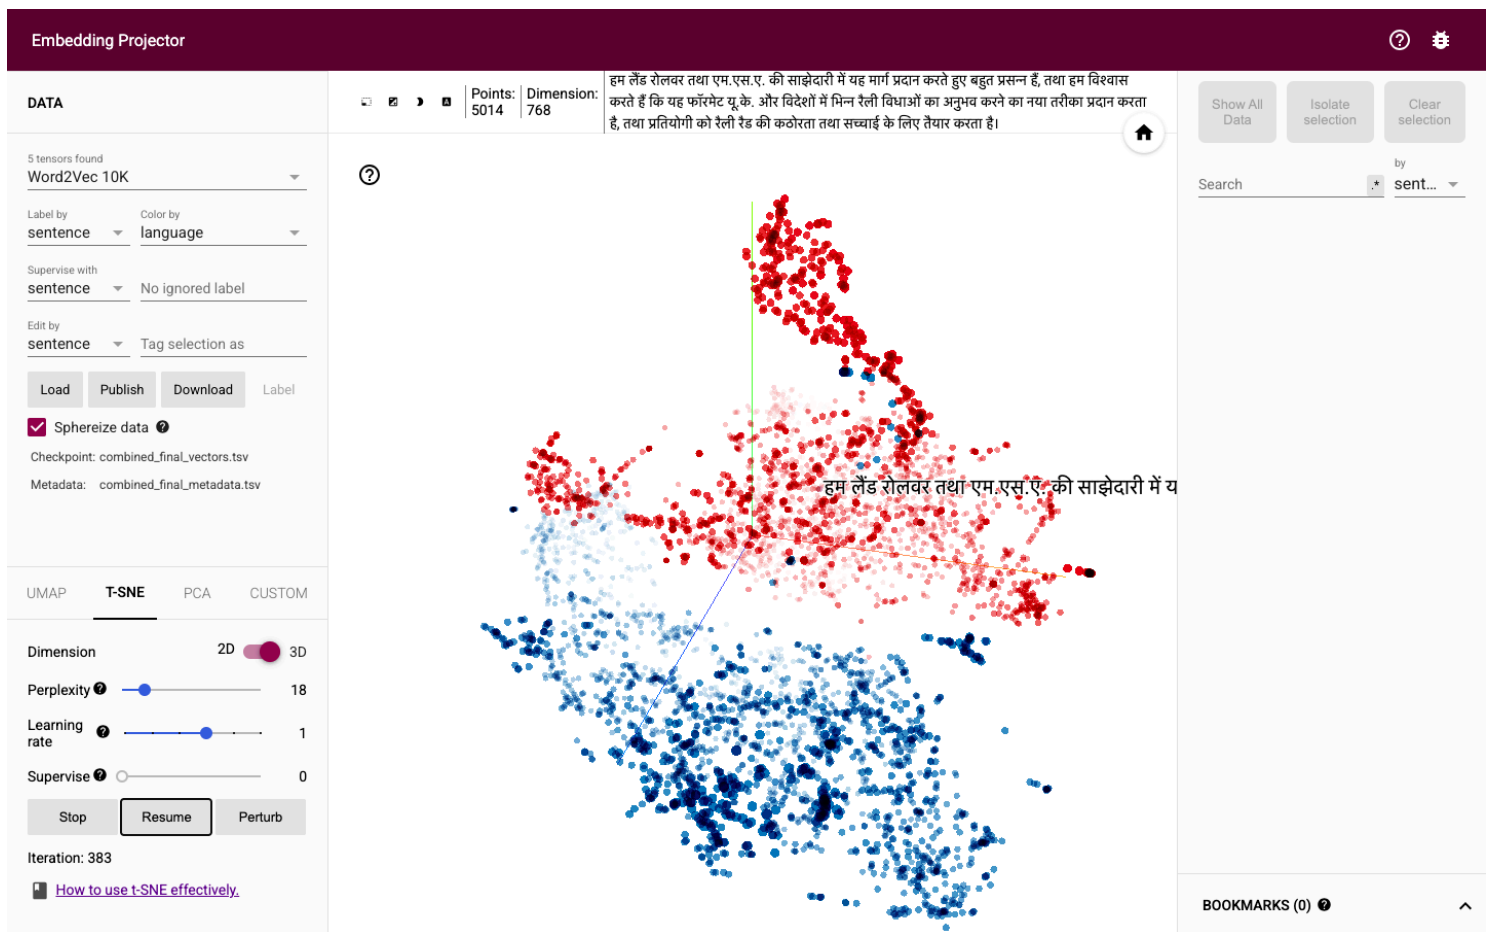 Embedding Projector
DATA
5 tensors found
Word2Vec 10K
Label by
sentence
Color by
language
Supervise with
sentence
No ignored label
Edit by
sentence
Tag selection as
Load
Publish
Download
Label
Sphereize data
Checkpoint: combined_final_vectors.tsv
Metadata: combined_final_metadata.tsv
UMAP
T-SNE
PCA
CUSTOM
Dimension
2D
3D
Perplexity
18
Learning
rate
1
Supervise
0
Stop
Resume
Perturb
Iteration: 383
How to use t-SNE effectively.
A
Points:
5014
Dimension:
768
हम लैंड रोलवर तथा एम.एस.ए. की साझेदारी में यह मार्ग प्रदान करते हुए बहुत प्रसन्न हैं, तथा हम विश्वास
करते हैं कि यह फॉरमेट यू.के. और विदेशों में भिन्न रैली विधाओं का अनुभव करने का नया तरीका प्रदान करता
है, तथा प्रतियोगी को रैली रैड की कठोरता तथा सच्चाई के लिए तैयार करता है।
हम लैंड रोलवर तथा एम.एस.ए. की साझेदारी में य
Show All
Data
Isolate
selection
Clear
selection
Search
.*
by
sent...
BOOKMARKS (0)